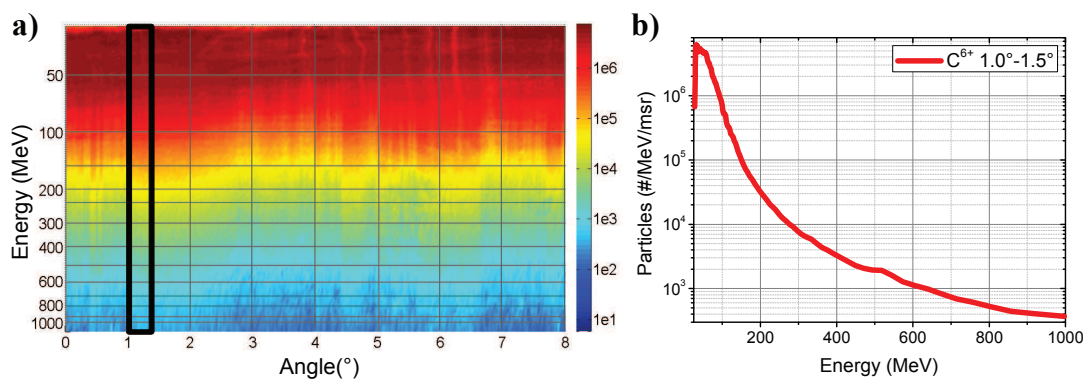 a)
Energy (MeV)
50
100
200
300
400
600
800
1000
0 1 2 3 4 5 6 7 8
Angle(°)
1e6
1e5
1e4
1e3
1e2
1e1
b)
Particles (#/MeV/msr)
10⁶
10⁵
10⁴
10³
C⁶⁺ 1.0°-1.5°
200 400 600 800 1000
Energy (MeV)